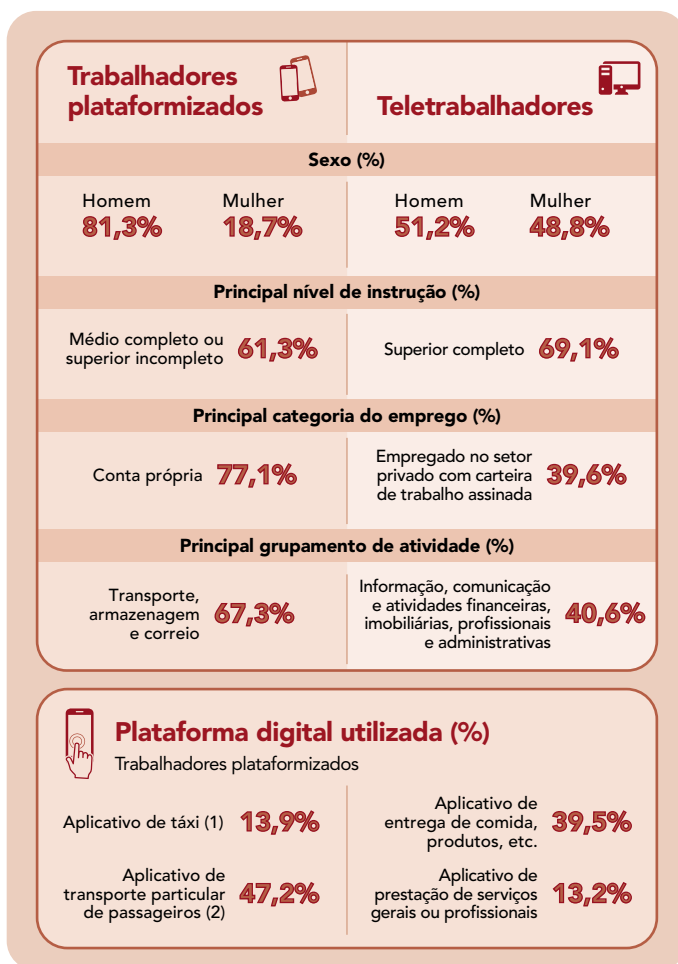 Trabalhadores
plataformizados
Teletrabalhadores
Sexo (%)
Homem
81,3%
Mulher
18,7%
Homem
51,2%
Mulher
48,8%
Principal nível de instrução (%)
Médio completo ou
superior incompleto
61,3%
Superior completo 69,1%
Principal categoria do emprego (%)
Conta própria 77,1%
Empregado no setor
privado com carteira
de trabalho assinada
39,6%
Principal grupamento de atividade (%)
Transporte,
armazenagem
e correio
67,3%
Informação, comunicação
e atividades financeiras,
imobiliárias, profissionais
e administrativas
40,6%
Plataforma digital utilizada (%)
Trabalhadores plataformizados
Aplicativo de táxi (1) 13,9%
Aplicativo de
entrega de comida,
produtos, etc.
39,5%
Aplicativo de
transporte particular
de passageiros (2)
47,2%
Aplicativo de
prestação de serviços
gerais ou profissionais
13,2%